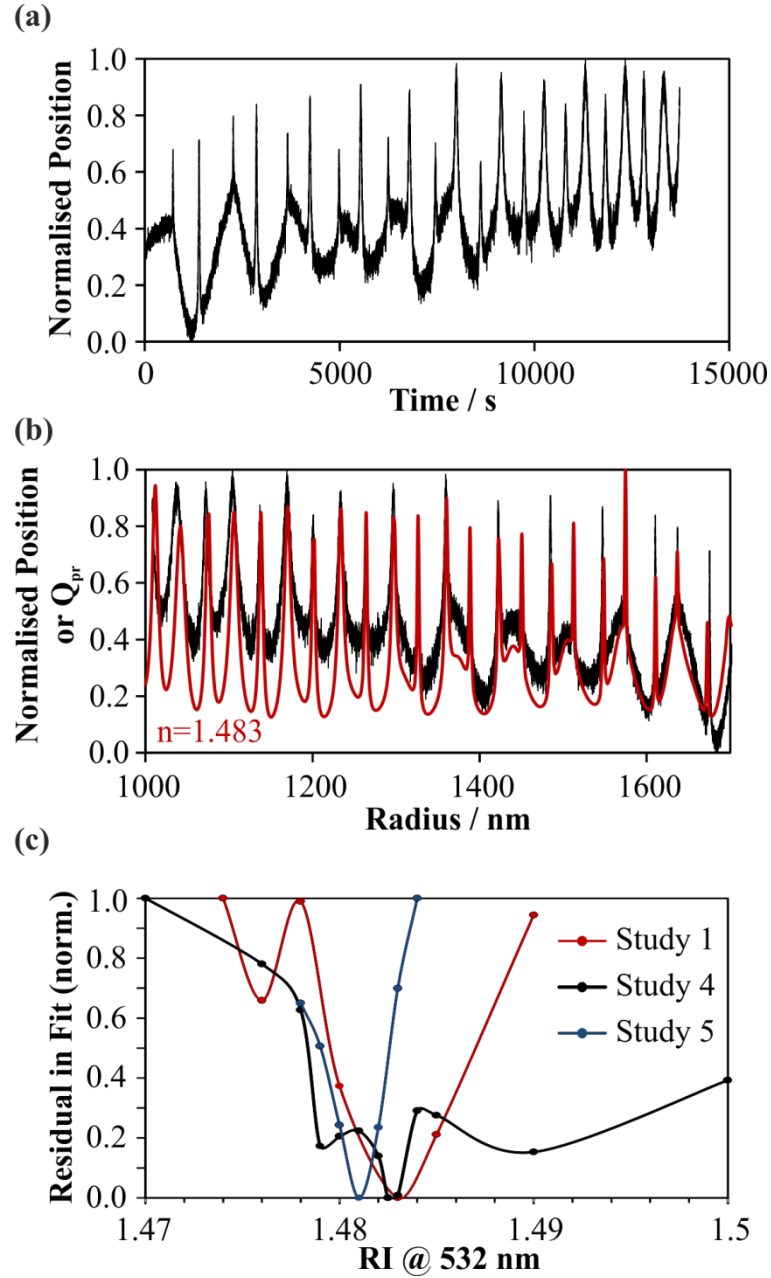 (a)
1.0
0.8
0.6
0.4
0.2
0.0
Normalised Position
0
5000
10000
15000
Time / s
(b)
1.0
0.8
0.6
0.4
0.2
0.0
Normalised Position
or Qpr
n=1.483
1000
1200
1400
1600
Radius / nm
(c)
1.0
0.8
0.6
0.4
0.2
0.0
Residual in Fit (norm.)
Study 1
Study 4
Study 5
1.47
1.48
1.49
1.5
RI @ 532 nm